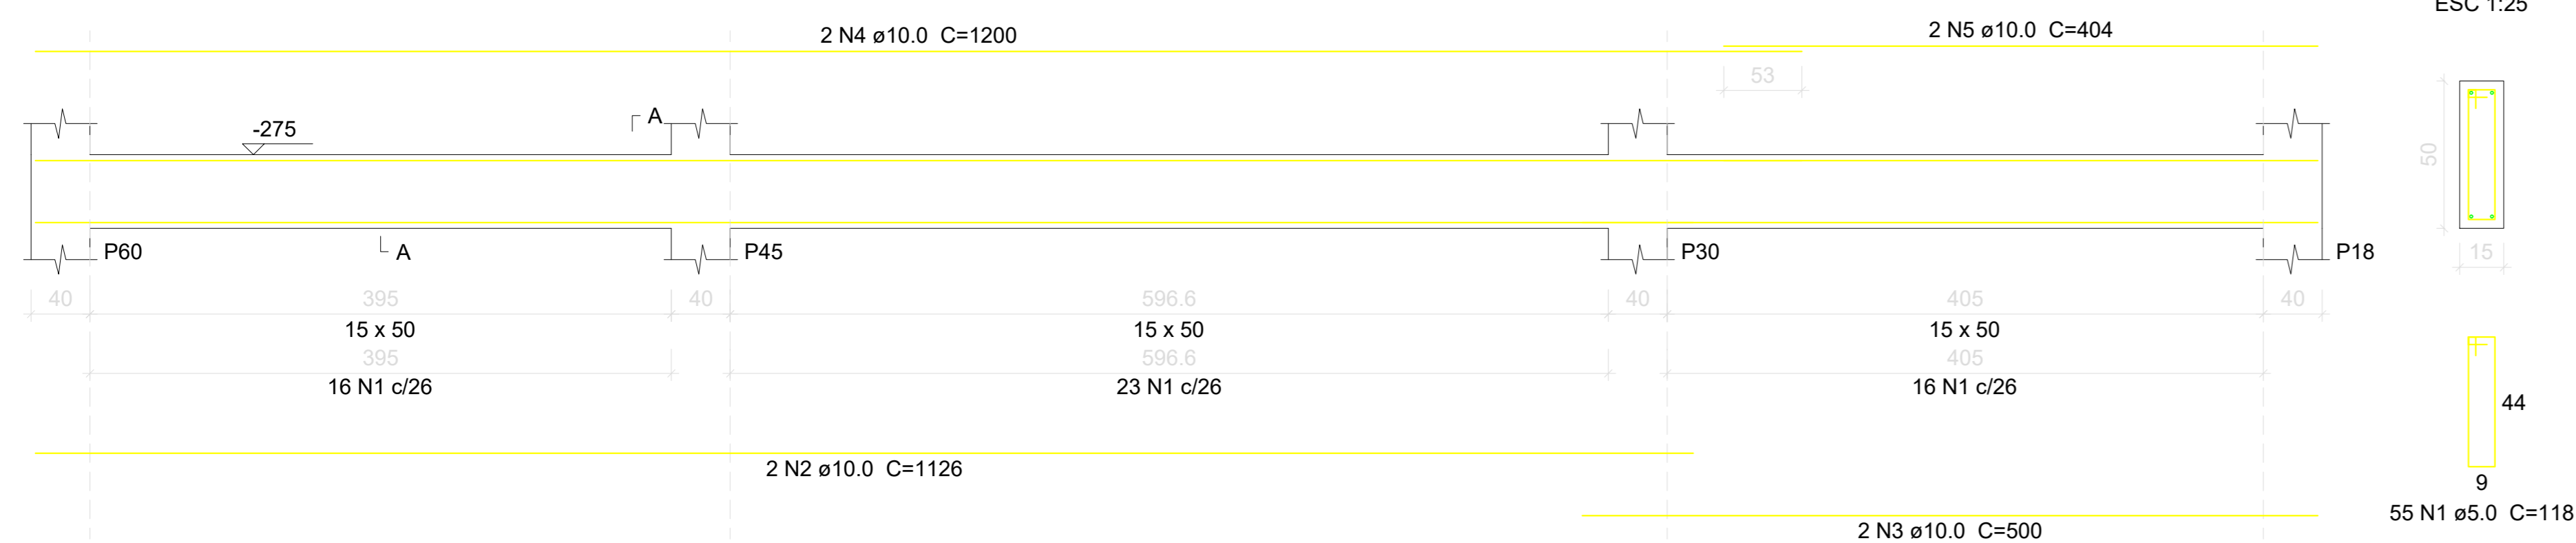 ESC 1:25
2 N4 ø10.0 C=1200
2 N5 ø10.0 C=404
53
A
-275
50
P60
A
P45
P30
P18
15
40
395
40
596.6
40
405
40
15 x 50
15 x 50
15 x 50
395
596.6
405
16 N1 c/26
23 N1 c/26
16 N1 c/26
44
2 N2 ø10.0 C=1126
9
55 N1 ø5.0 C=118
2 N3 ø10.0 C=500